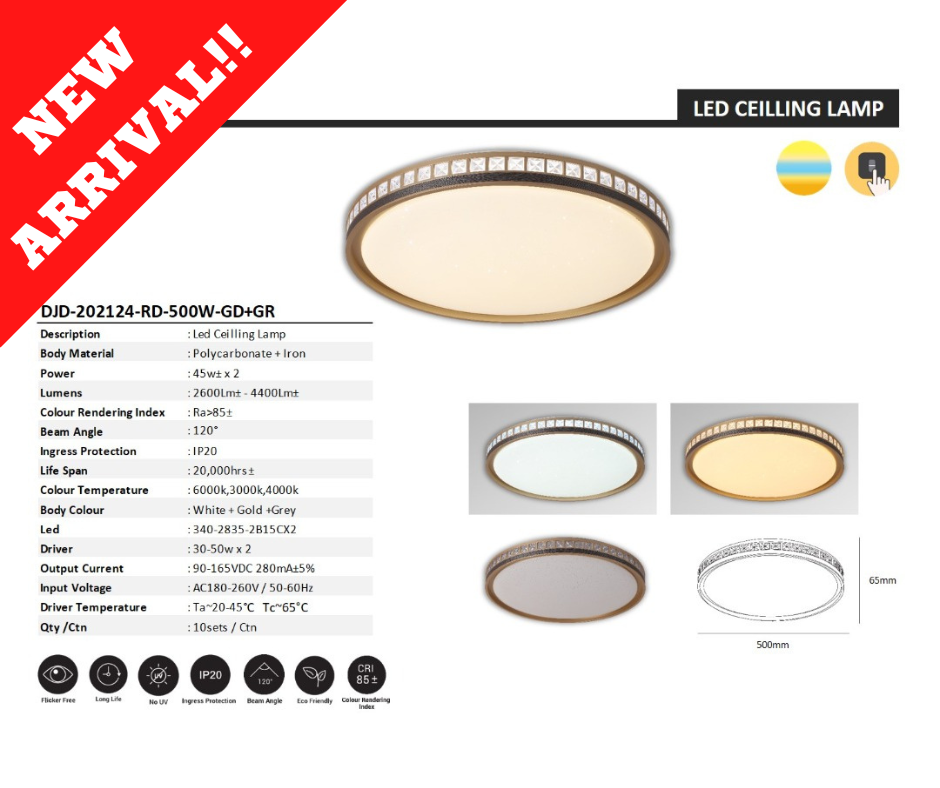 NEW
ARRIVAL!!
LED CEILLING LAMP
DJD-202124-RD-500W-GD+GR
Description : Led Ceilling Lamp
Body Material : Polycarbonate + Iron
Power : 45w± x 2
Lumens : 2600Lm± - 4400Lm±
Colour Rendering Index : Ra>85±
Beam Angle : 120°
Ingress Protection : IP20
Life Span : 20,000hrs±
Colour Temperature : 6000k,3000k,4000k
Body Colour : White + Gold +Grey
Led : 340-2835-2B15CX2
Driver : 30-50w x 2
Output Current : 90-165VDC 280mA±5%
Input Voltage : AC180-260V / 50-60Hz
Driver Temperature : Ta~20-45℃ Tc~65℃
Qty /Ctn : 10sets / Ctn
65mm
500mm
UV
IP20
120°
CRI
85±
Flicker Free
Long Life
No UV
Ingress Protection
Beam Angle
Eco Friendly
Colour Rendering
Index